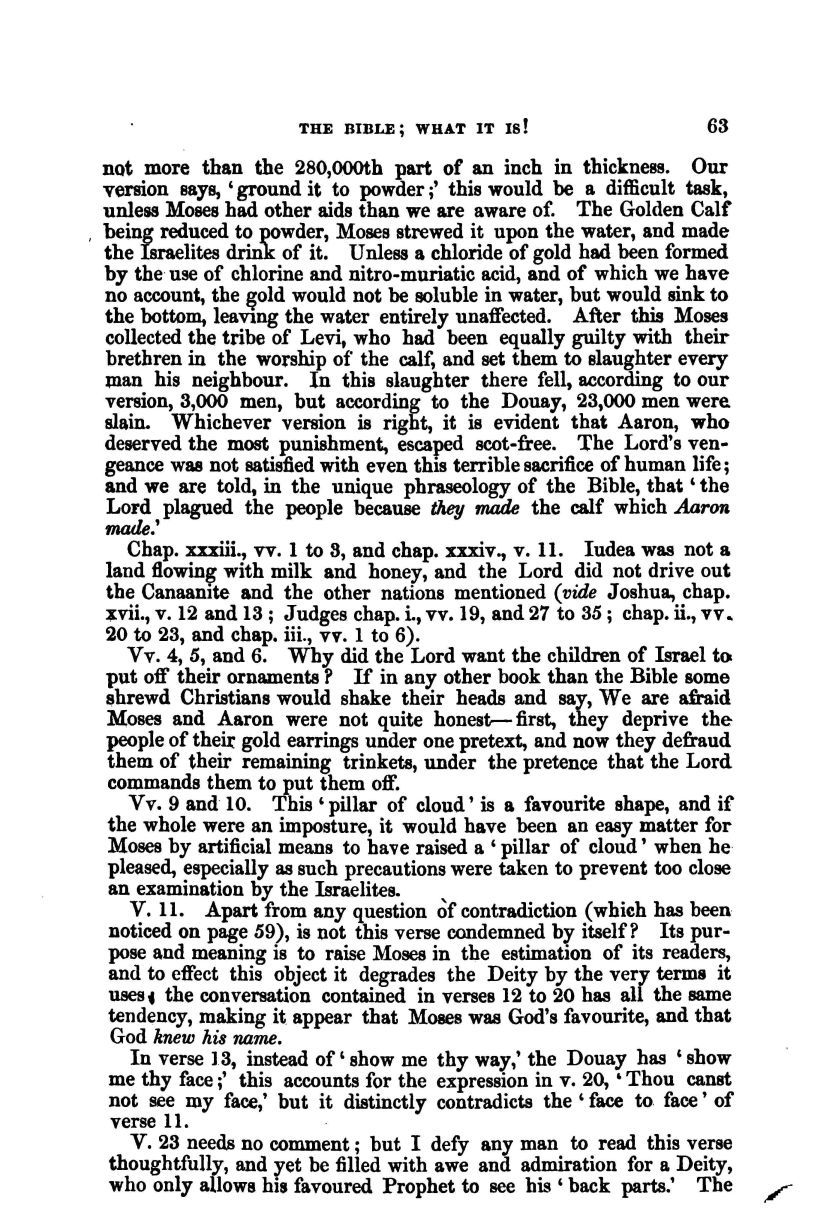 THE BIBLE; WHAT IT IS! 63
not more than the 280,000th part of an inch in thickness. Our
version says, ‘ground it to powder;’ this would be a difficult task,
unless Moses had other aids than we are aware of. The Golden Calf
being reduced to powder, Moses strewed it upon the water, and made
the Israelites drink of it. Unless a chloride of gold had been formed
by the use of chlorine and nitro-muriatic acid, and of which we have
no account, the gold would not be soluble in water, but would sink to
the bottom, leaving the water entirely unaffected. After this Moses
collected the tribe of Levi, who had been equally guilty with their
brethren in the worship of the calf, and set them to slaughter every
man his neighbour. In this slaughter there fell, according to our
version, 3,000 men, but according to the Douay, 23,000 men were
slain. Whichever version is right, it is evident that Aaron, who
deserved the most punishment, escaped scot-free. The Lord's ven-
geance was not satisfied with even this terrible sacrifice of human life;
and we are told, in the unique phraseology of the Bible, that ‘the
Lord plagued the people because they made the calf which Aaron
made.’
Chap. xxxiii., vv. 1 to 3, and chap. xxxiv., v. 11. Iudea was not a
land flowing with milk and honey, and the Lord did not drive out
the Canaanite and the other nations mentioned (vide Joshua, chap.
xvii., v. 12 and 13; Judges chap. i., vv. 19, and 27 to 35; chap. ii., vv.
20 to 23, and chap. iii., vv. 1 to 6).
Vv. 4, 5, and 6. Why did the Lord want the children of Israel to
put off their ornaments? If in any other book than the Bible some
shrewd Christians would shake their heads and say, We are afraid
Moses and Aaron were not quite honest—first, they deprive the
people of their gold earrings under one pretext, and now they defraud
them of their remaining trinkets, under the pretence that the Lord
commands them to put them off.
Vv. 9 and 10. This ‘pillar of cloud’ is a favourite shape, and if
the whole were an imposture, it would have been an easy matter for
Moses by artificial means to have raised a ‘pillar of cloud’ when he
pleased, especially as such precautions were taken to prevent too close
an examination by the Israelites.
V. 11. Apart from any question of contradiction (which has been
noticed on page 59), is not this verse condemned by itself? Its pur-
pose and meaning is to raise Moses in the estimation of its readers,
and to effect this object it degrades the Deity by the very terms it
uses; the conversation contained in verses 12 to 20 has all the same
tendency, making it appear that Moses was God's favourite, and that
God knew his name.
In verse 13, instead of ‘show me thy way,’ the Douay has ‘show
me thy face;’ this accounts for the expression in v. 20, ‘Thou canst
not see my face,’ but it distinctly contradicts the ‘face to face’ of
verse 11.
V. 23 needs no comment; but I defy any man to read this verse
thoughtfully, and yet be filled with awe and admiration for a Deity,
who only allows his favoured Prophet to see his ‘back parts.’ The